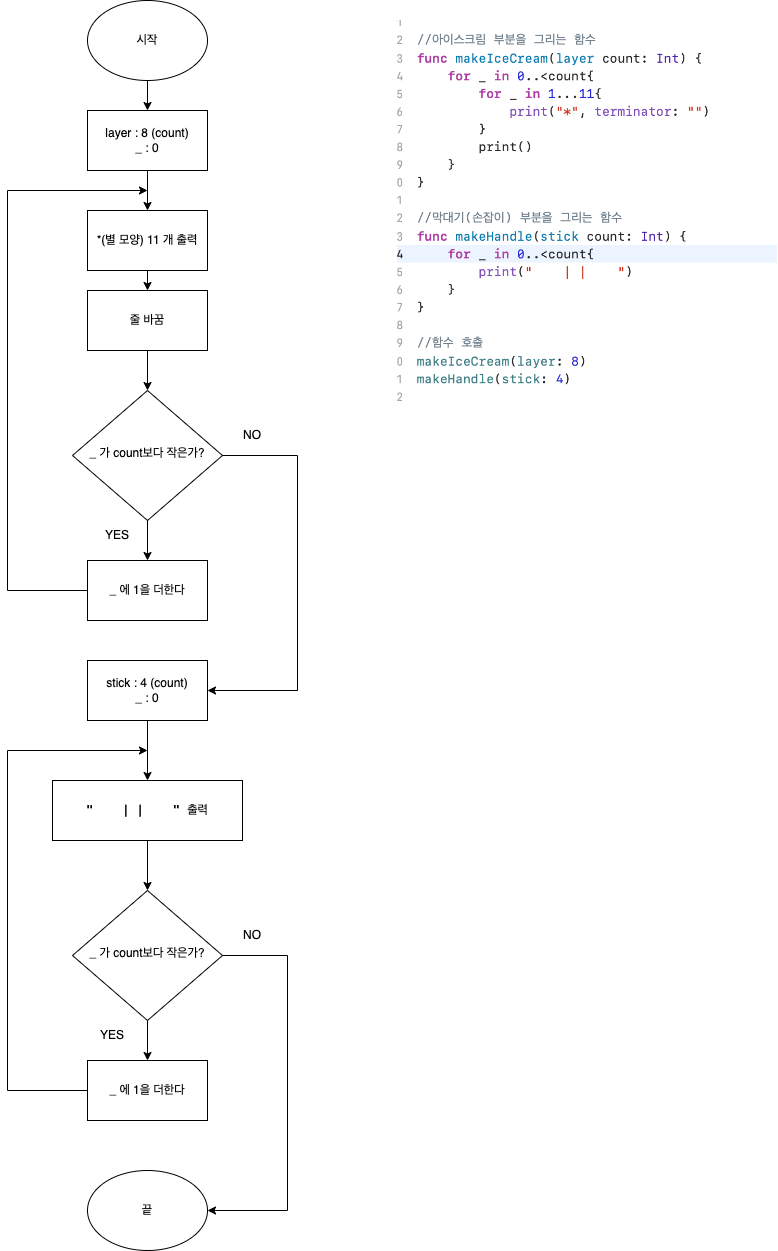 시작
layer : 8 (count)
_ : 0
*(별 모양) 11 개 출력
줄 바꿈
_ 가 count보다 작은가?
NO
YES
_ 에 1을 더한다
stick : 4 (count)
_ : 0
"    | |    " 출력
_ 가 count보다 작은가?
NO
YES
_ 에 1을 더한다
끝
1
2 //아이스크림 부분을 그리는 함수
3 func makeIceCream(layer count: Int) {
4     for _ in 0..<count{
5         for _ in 1...11{
6             print("*", terminator: "")
7         }
8         print()
9     }
0 }
1
2 //막대기(손잡이) 부분을 그리는 함수
3 func makeHandle(stick count: Int) {
4     for _ in 0..<count{
5         print("    | |    ")
6     }
7 }
8
9 //함수 호출
0 makeIceCream(layer: 8)
1 makeHandle(stick: 4)
2